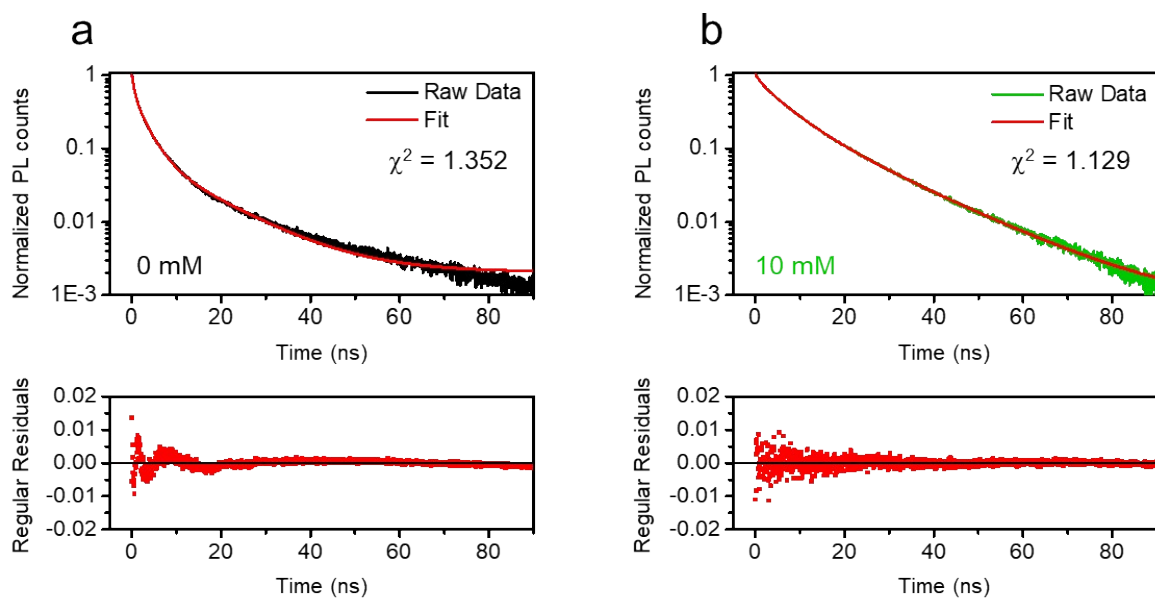 a
Normalized PL counts
1
0.1
0.01
1E-3
Raw Data
Fit
χ² = 1.352
0 mM
0
20
40
60
80
Time (ns)
Regular Residuals
0.02
0.01
0.00
-0.01
-0.02
0
20
40
60
80
Time (ns)
b
Normalized PL counts
1
0.1
0.01
1E-3
Raw Data
Fit
χ² = 1.129
10 mM
0
20
40
60
80
Time (ns)
Regular Residuals
0.02
0.01
0.00
-0.01
-0.02
0
20
40
60
80
Time (ns)